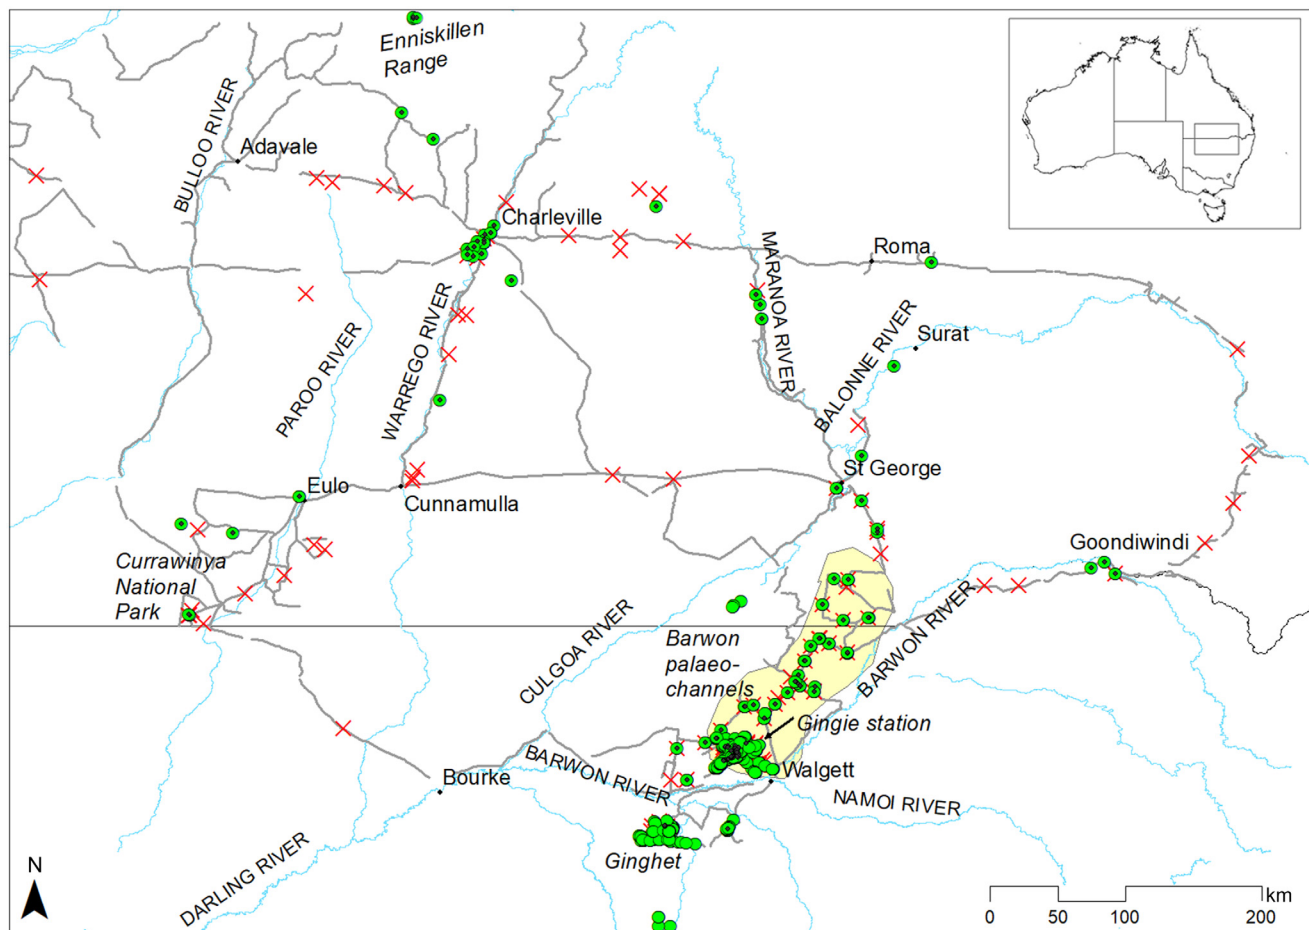 Enniskillen
Range
BULLOO RIVER
Adavale
Charleville
MARANOA RIVER
Roma
PAROO RIVER
WARREGO RIVER
BALONNE RIVER
Surat
St George
Eulo
Cunnamulla
Goondiwindi
Currawinya
National
Park
CULGOA RIVER
Barwon
palaeo-
channels
BARWON RIVER
Gingie station
Bourke
BARWON RIVER
Walgett
NAMOI RIVER
DARLING RIVER
Ginghet
N
km
0 50 100 200